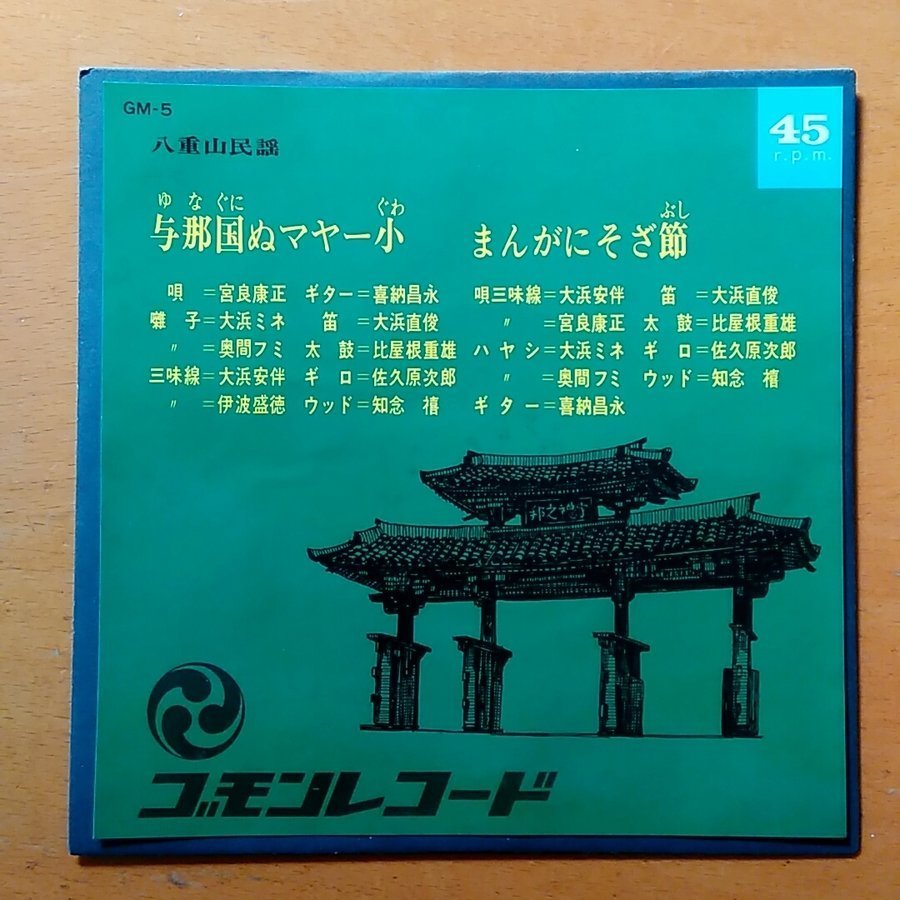 GM-5
45
r.p.m.
八重山民謡
ゆなぐに ぐわ
与那国ぬマヤー小
唄=宮良康正 ギター=喜納昌永
囃子=大浜ミネ 笛=大浜直俊
〃=奥間フミ 太鼓=比屋根重雄
三味線=大浜安伴 ギロ=佐久原次郎
〃=伊波盛徳 ウッド=知念 禧
ぶし
まんがにそざ節
唄三味線=大浜安伴 笛=大浜直俊
〃=宮良康正 太鼓=比屋根重雄
ハヤシ=大浜ミネ ギロ=佐久原次郎
〃=奥間フミ ウッド=知念 禧
ギター=喜納昌永
ゴモンレコード